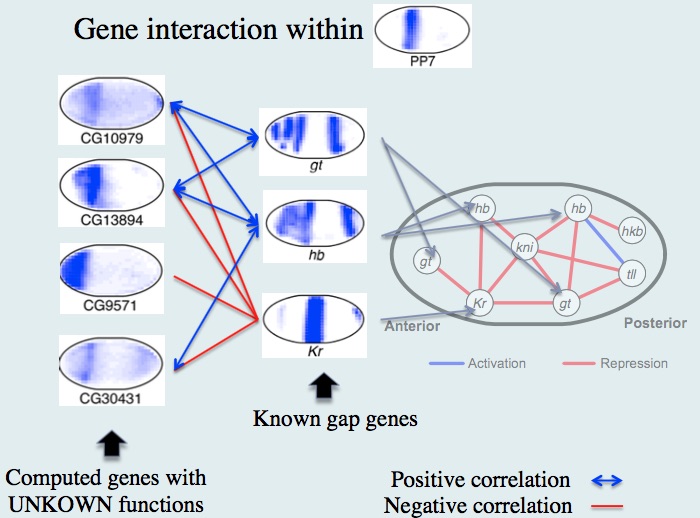 Gene interaction within
PP7
CG10979
CG13894
CG9571
CG30431
gt
hb
Kr
hb
hb
hkb
kni
gt
tll
Kr
gt
Anterior
Posterior
Activation
Repression
Known gap genes
Computed genes with
UNKOWN functions
Positive correlation
Negative correlation